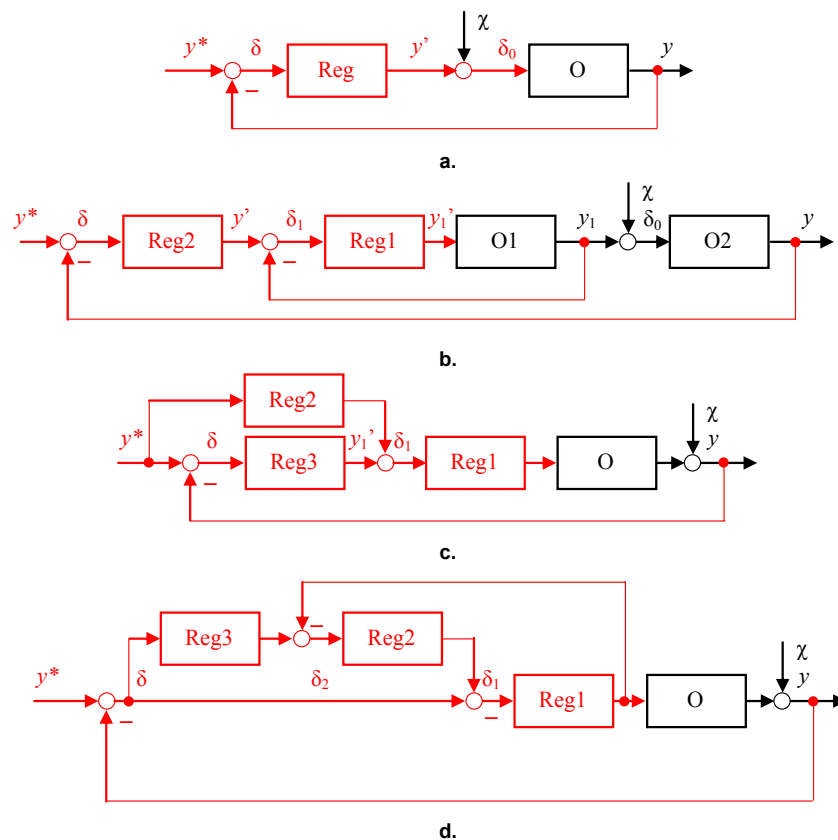 χ
y* δ Reg y’ δ₀ O y
−
a.
χ
y* δ Reg2 y’ δ₁ Reg1 y₁’ O1 y₁ δ₀ O2 y
− −
b.
Reg2 χ
y* δ Reg3 y₁’ δ₁ Reg1 O y
−
c.
Reg3 − Reg2 χ
y* δ δ₂ δ₁ Reg1 O y
− −
d.